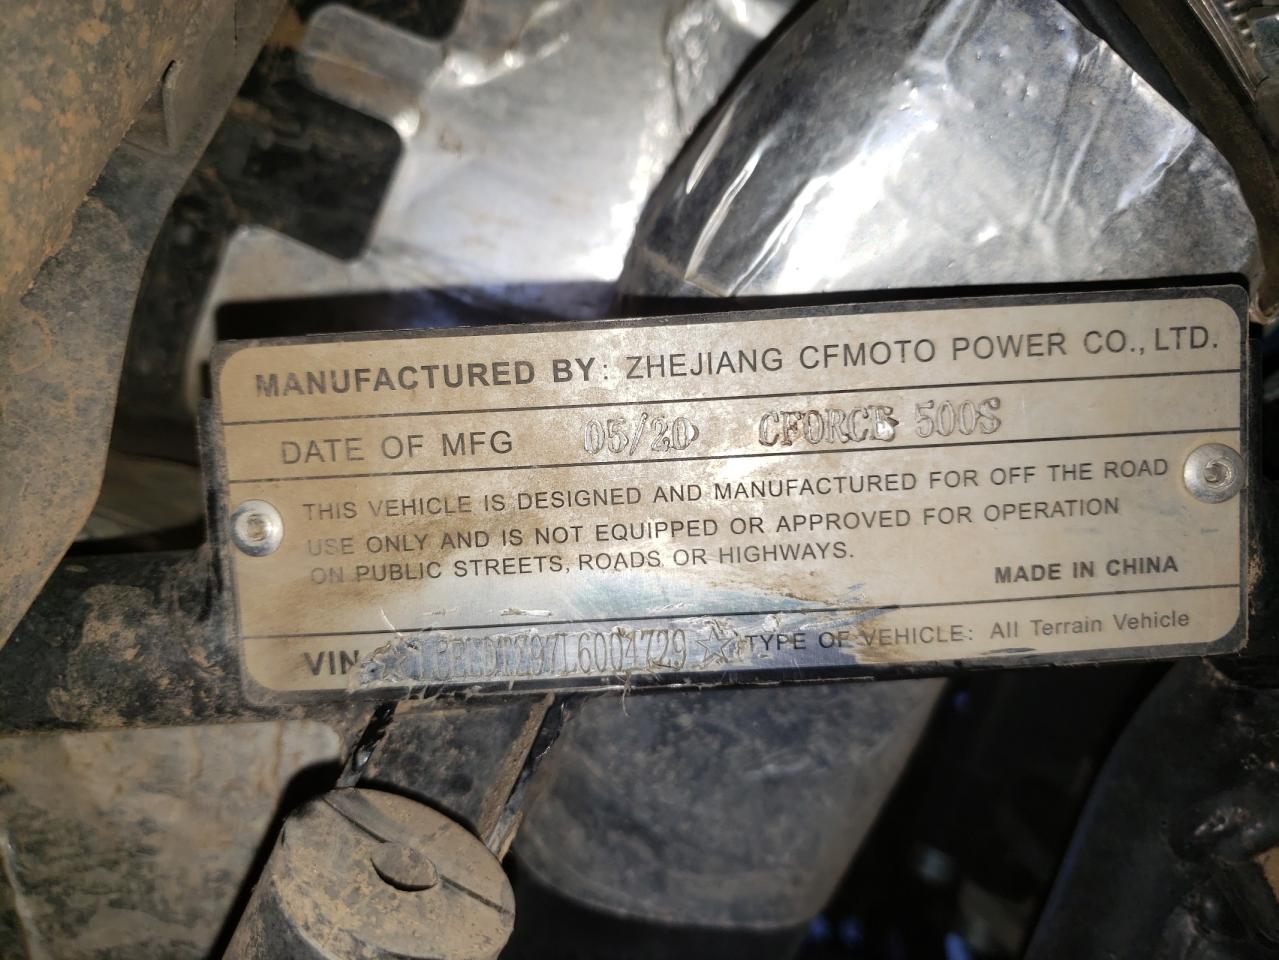 MANUFACTURED BY: ZHEJIANG CFMOTO POWER CO., LTD.
DATE OF MFG 05/20 CFORCE 500S
THIS VEHICLE IS DESIGNED AND MANUFACTURED FOR OFF THE ROAD
USE ONLY AND IS NOT EQUIPPED OR APPROVED FOR OPERATION
ON PUBLIC STREETS, ROADS OR HIGHWAYS.
MADE IN CHINA
VIN TYPE OF VEHICLE: All Terrain Vehicle